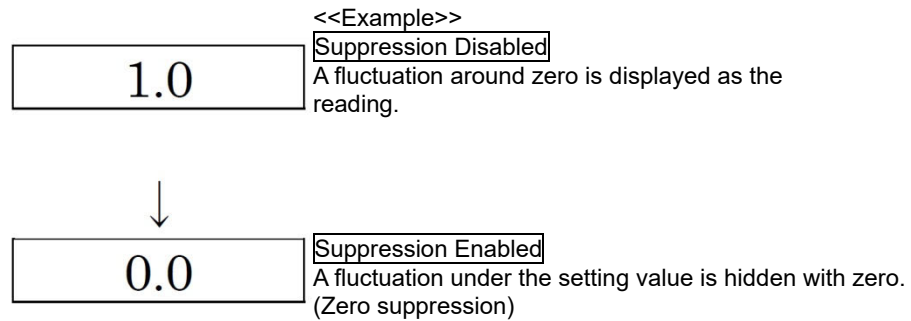 <<Example>>
Suppression Disabled
1.0
A fluctuation around zero is displayed as the
reading.
↓
Suppression Enabled
0.0
A fluctuation under the setting value is hidden with zero.
(Zero suppression)